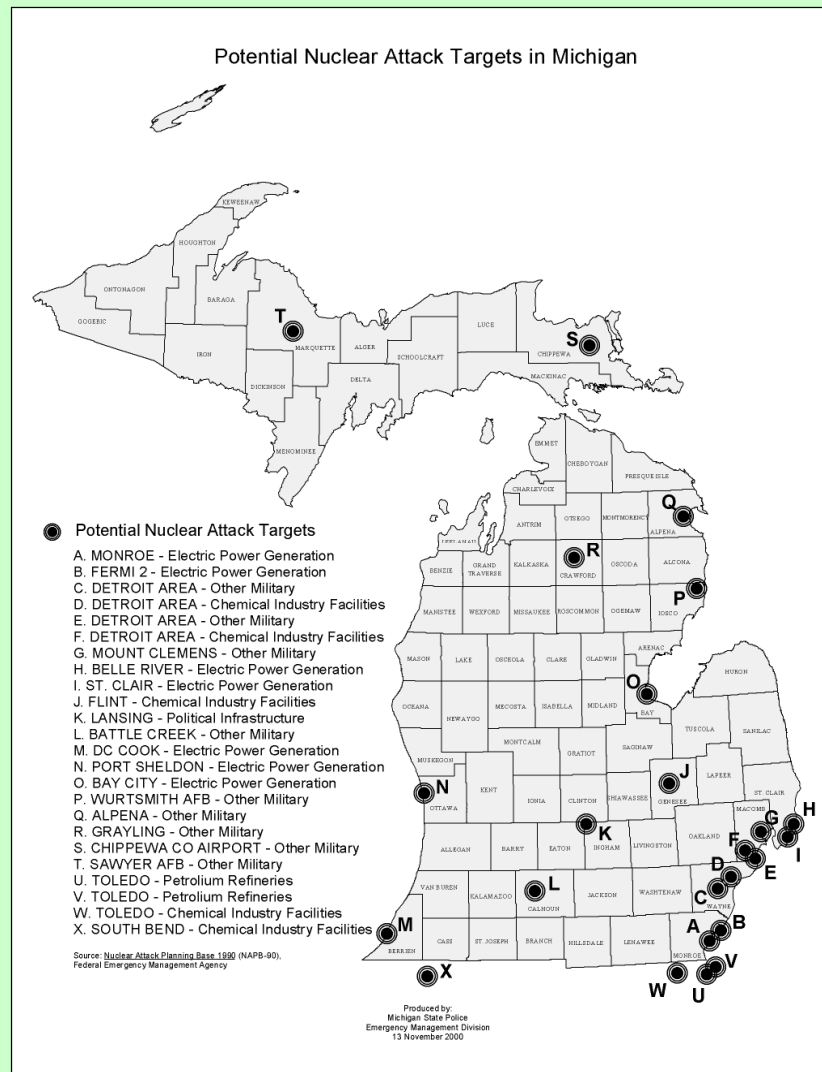 Potential Nuclear Attack Targets in Michigan
KEWEENAW
HOUGHTON
ONTONAGON
BARAGA
GOGEBIC
LUCE
T
S
MARQUETTE
ALGER
CHIPPEWA
IRON
SCHOOLCRAFT
MACKINAC
DELTA
DICKINSON
MENOMINEE
EMMET
CHEBOYGAN
PRESQUE ISLE
CHARLEVOIX
Q
ANTRIM
OTSEGO
MONTMORENCY
ALPENA
R
BENZIE
GRAND TRAVERSE
KALKASKA
CRAWFORD
OSCODA
ALCONA
P
MANISTEE
WEXFORD
MISSAUKEE
ROSCOMMON
OGEMAW
IOSCO
ARENAC
MASON
LAKE
OSCEOLA
CLARE
GLADWIN
HURON
O
OCEANA
NEWAYGO
MECOSTA
ISABELLA
MIDLAND
BAY
TUSCOLA
SANILAC
MONTCALM
GRATIOT
SAGINAW
MUSKEGON
J
LAPEER
KENT
N
OTTAWA
IONIA
CLINTON
SHIAWASSEE
GENESEE
ST. CLAIR
MACOMB
H
G
K
OAKLAND
F
I
ALLEGAN
BARRY
EATON
INGHAM
LIVINGSTON
E
D
VAN BUREN
KALAMAZOO
L
CALHOUN
JACKSON
WASHTENAW
C
WAYNE
M
B
BERRIEN
CASS
ST. JOSEPH
BRANCH
HILLSDALE
LENAWEE
A
MONROE
X
W
V
U
Potential Nuclear Attack Targets
A. MONROE - Electric Power Generation
B. FERMI 2 - Electric Power Generation
C. DETROIT AREA - Other Military
D. DETROIT AREA - Chemical Industry Facilities
E. DETROIT AREA - Other Military
F. DETROIT AREA - Chemical Industry Facilities
G. MOUNT CLEMENS - Other Military
H. BELLE RIVER - Electric Power Generation
I. ST. CLAIR - Electric Power Generation
J. FLINT - Chemical Industry Facilities
K. LANSING - Political Infrastructure
L. BATTLE CREEK - Other Military
M. DC COOK - Electric Power Generation
N. PORT SHELDON - Electric Power Generation
O. BAY CITY - Electric Power Generation
P. WURTSMITH AFB - Other Military
Q. ALPENA - Other Military
R. GRAYLING - Other Military
S. CHIPPEWA CO AIRPORT - Other Military
T. SAWYER AFB - Other Military
U. TOLEDO - Petrolium Refineries
V. TOLEDO - Petrolium Refineries
W. TOLEDO - Chemical Industry Facilities
X. SOUTH BEND - Chemical Industry Facilities
Source: Nuclear Attack Planning Base 1990 (NAPB-90),
Federal Emergency Management Agency
Produced by:
Michigan State Police
Emergency Management Division
13 November 2000